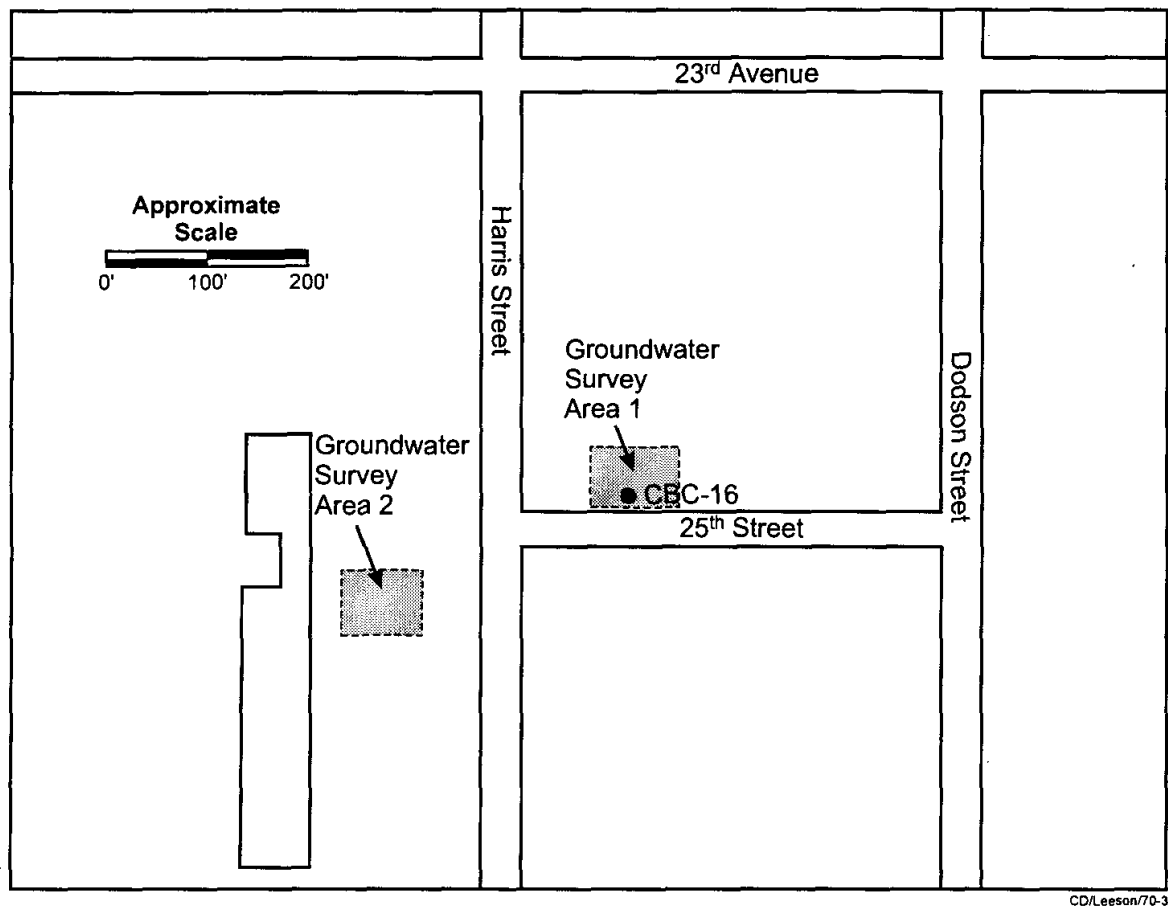 23rd Avenue
Approximate
Scale
0' 100' 200'
Harris Street
Groundwater
Survey
Area 1
Dodson Street
Groundwater
Survey
Area 2
CBC-16
25th Street
CD/Leeson/70-3